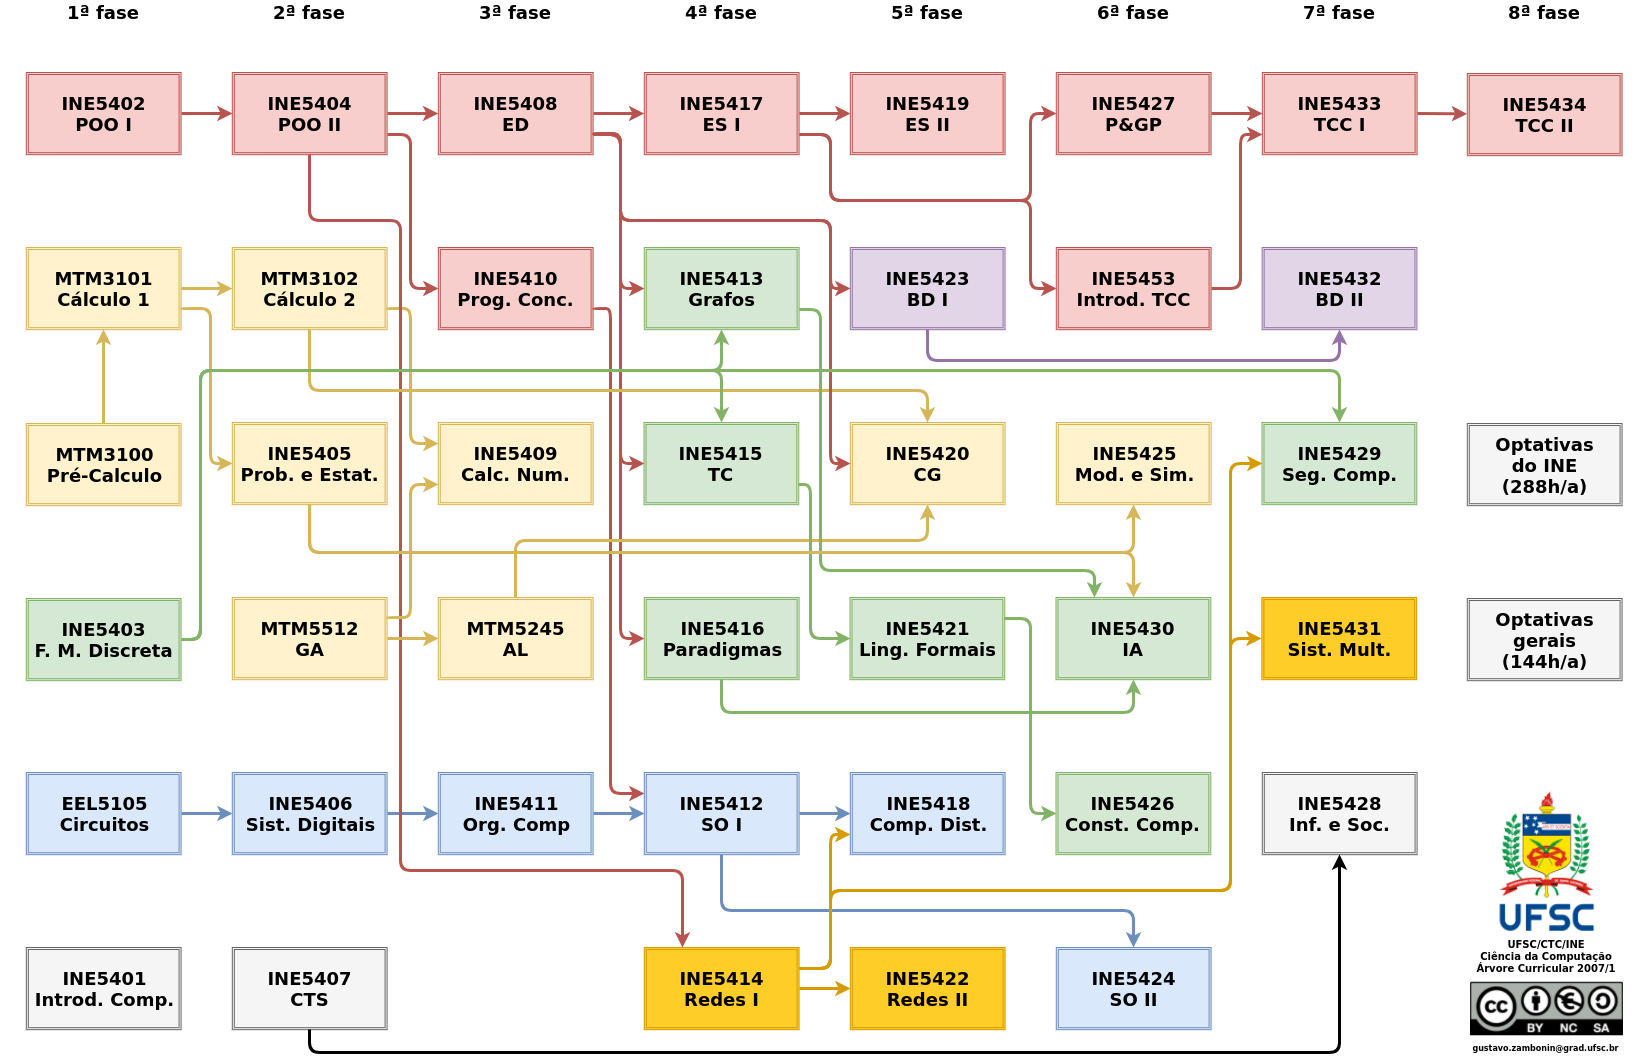 1ª fase
2ª fase
3ª fase
4ª fase
5ª fase
6ª fase
7ª fase
8ª fase
INE5402
POO I
INE5404
POO II
INE5408
ED
INE5417
ES I
INE5419
ES II
INE5427
P&GP
INE5433
TCC I
INE5434
TCC II
MTM3101
Cálculo 1
MTM3102
Cálculo 2
INE5410
Prog. Conc.
INE5413
Grafos
INE5423
BD I
INE5453
Introd. TCC
INE5432
BD II
MTM3100
Pré-Calculo
INE5405
Prob. e Estat.
INE5409
Calc. Num.
INE5415
TC
INE5420
CG
INE5425
Mod. e Sim.
INE5429
Seg. Comp.
Optativas
do INE
(288h/a)
INE5403
F. M. Discreta
MTM5512
GA
MTM5245
AL
INE5416
Paradigmas
INE5421
Ling. Formais
INE5430
IA
INE5431
Sist. Mult.
Optativas
gerais
(144h/a)
EEL5105
Circuitos
INE5406
Sist. Digitais
INE5411
Org. Comp
INE5412
SO I
INE5418
Comp. Dist.
INE5426
Const. Comp.
INE5428
Inf. e Soc.
INE5401
Introd. Comp.
INE5407
CTS
INE5414
Redes I
INE5422
Redes II
INE5424
SO II
UFSC
UFSC/CTC/INE
Ciência da Computação
Árvore Curricular 2007/1
cc
BY NC SA
gustavo.zambonin@grad.ufsc.br